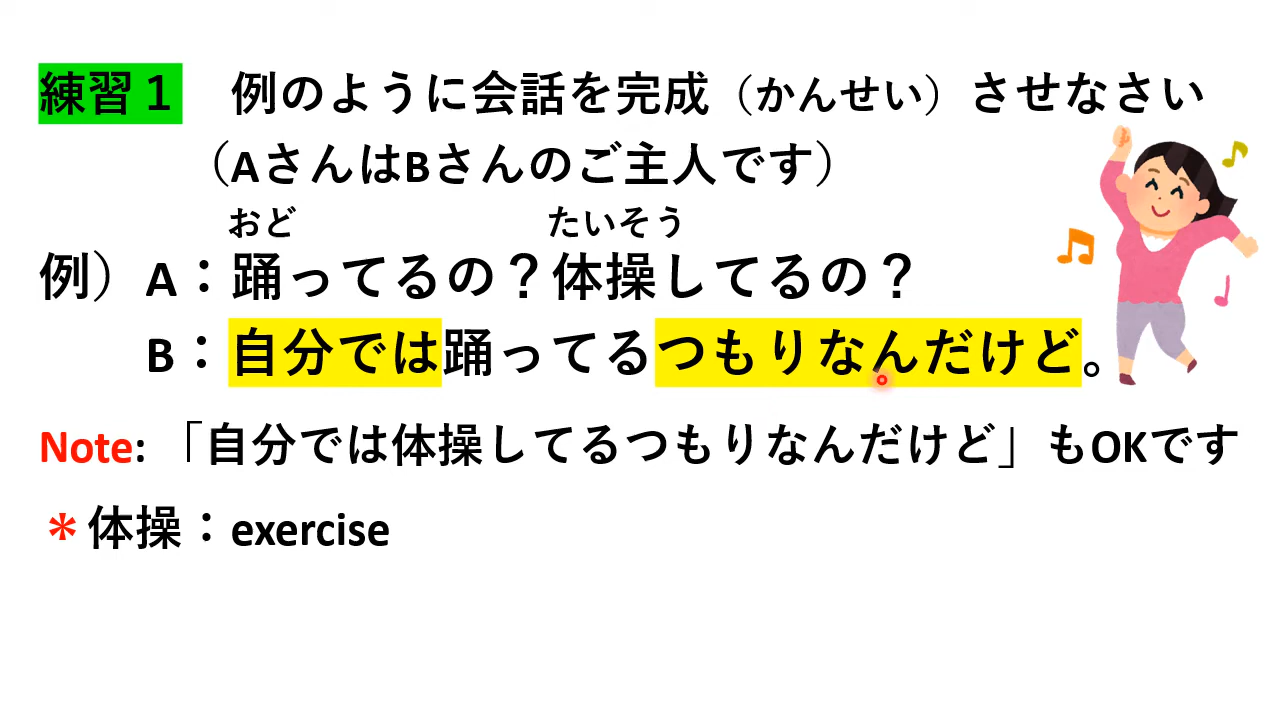 練習１　例のように会話を完成（かんせい）させなさい
（AさんはBさんのご主人です）
おど　たいそう
例）A：踊ってるの？体操してるの？
B：自分では踊ってるつもりなんだけど。
Note: 「自分では体操してるつもりなんだけど」もOKです
＊体操：exercise